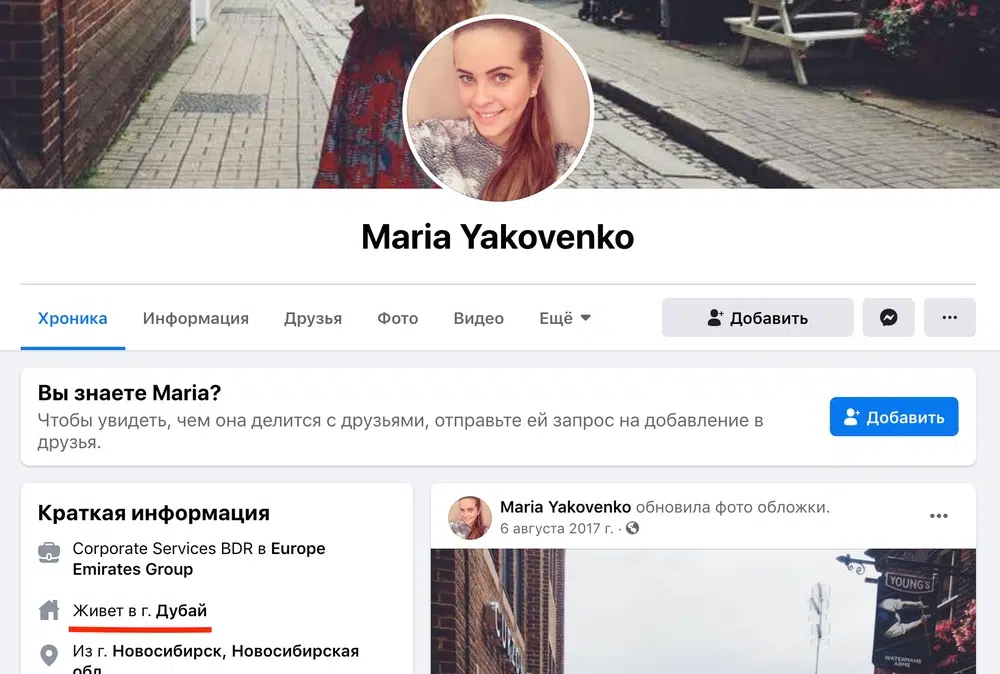 Maria Yakovenko
Хроника
Информация
Друзья
Фото
Видео
Ещё
Добавить
Вы знаете Maria?
Чтобы увидеть, чем она делится с друзьями, отправьте ей запрос на добавление в
друзья.
Добавить
Краткая информация
Corporate Services BDR в Europe
Emirates Group
Живет в г. Дубай
Из г. Новосибирск, Новосибирская
обл
Maria Yakovenko обновила фото обложки.
6 августа 2017 г. ·
YOUNG'S
WATERMANS
ARMS